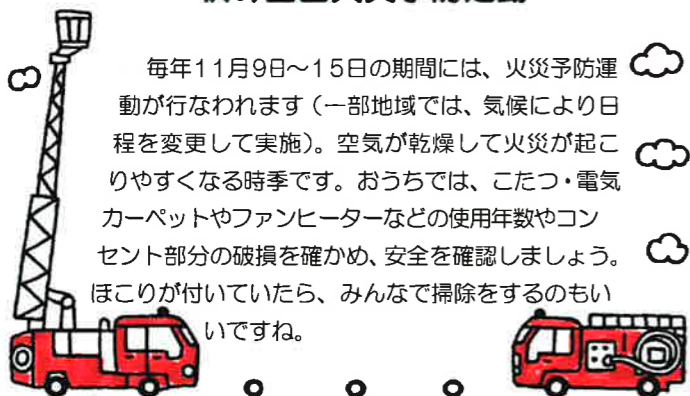 毎年11月9日～15日の期間には、火災予防運
動が行なわれます（一部地域では、気候により日
程を変更して実施）。空気が乾燥して火災が起こ
りやすくなる時季です。おうちでは、こたつ・電気
カーペットやファンヒーターなどの使用年数やコン
セント部分の破損を確かめ、安全を確認しましょう。
ほこりが付いていたら、みんなで掃除をするのもい
いですね。